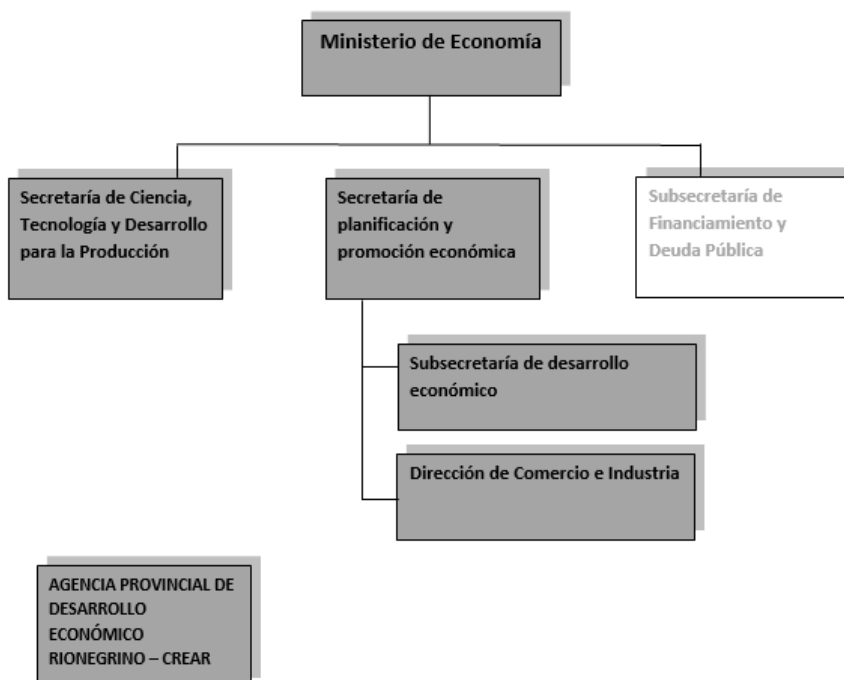 Ministerio de Economía
Secretaría de Ciencia,
Tecnología y Desarrollo
para la Producción
Secretaría de
planificación y
promoción económica
Subsecretaría de
Financiamiento y
Deuda Pública
Subsecretaría de desarrollo
económico
Dirección de Comercio e Industria
AGENCIA PROVINCIAL DE
DESARROLLO
ECONÓMICO
RIONEGRINO – CREAR